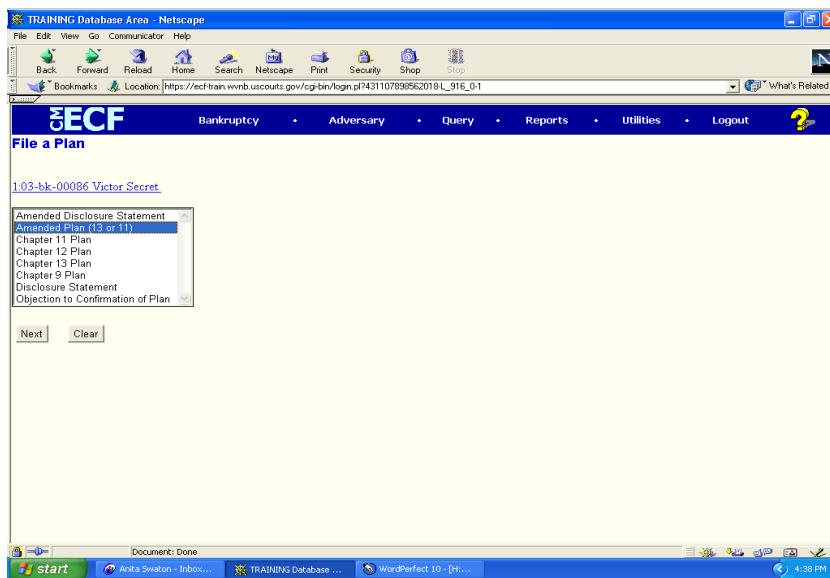 TRAINING Database Area - Netscape
File Edit View Go Communicator Help
Back Forward Reload Home Search Netscape Print Security Shop Stop
Bookmarks Location: https://ecf-train.wvnb.uscourts.gov/cgi-bin/login.pl?431107898562018-L_916_0-1 What's Related
CM ECF Bankruptcy • Adversary • Query • Reports • Utilities • Logout ?
File a Plan
1:03-bk-00086 Victor Secret
Amended Disclosure Statement
Amended Plan (13 or 11)
Chapter 11 Plan
Chapter 12 Plan
Chapter 13 Plan
Chapter 9 Plan
Disclosure Statement
Objection to Confirmation of Plan
Next Clear
Document: Done
start Anita Swaton - Inbox... TRAINING Database ... WordPerfect 10 - [H:... 4:38 PM